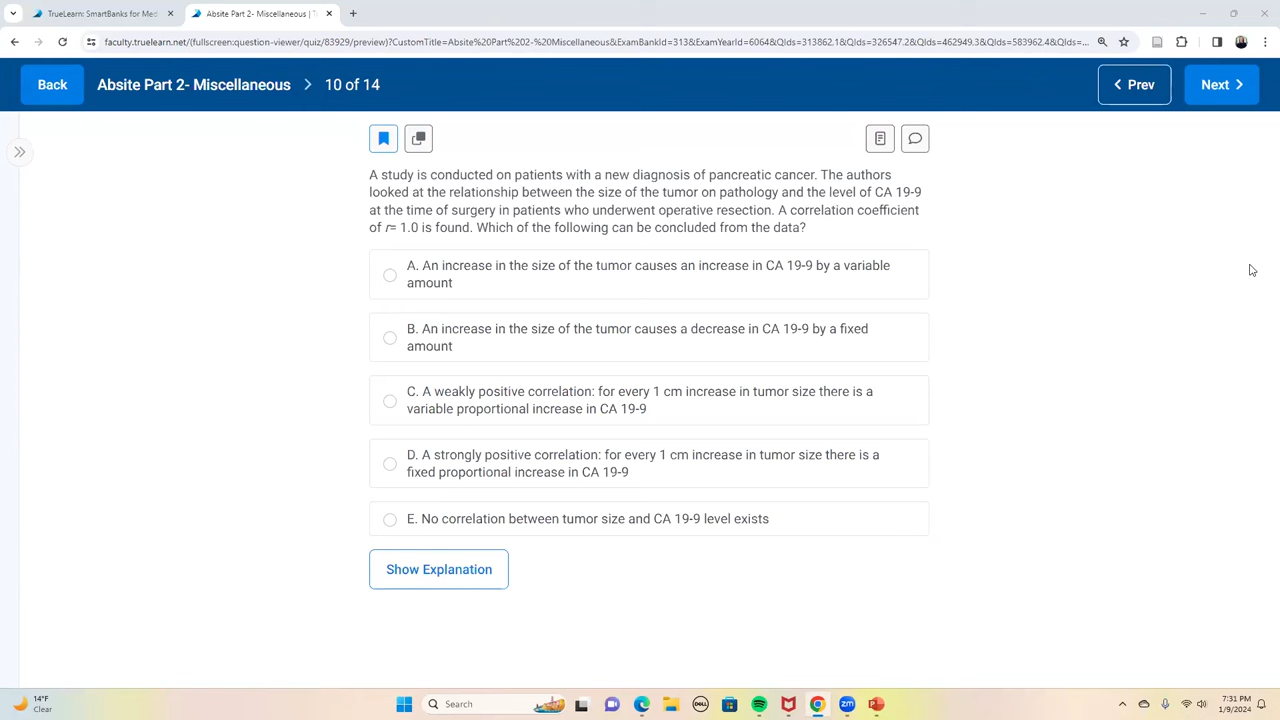 TrueLearn: SmartBanks for Med
Absite Part 2- Miscellaneous | T
faculty.truelearn.net/(fullscreen:question-viewer/quiz/83929/preview)?CustomTitle=Absite%20Part%202-%20Miscellaneous&ExamBankId=313&ExamYearId=6064&QIds=313862.1&QIds=326547.2&QIds=462949.3&QIds=583962.4&QIds=...
Back
Absite Part 2- Miscellaneous > 10 of 14
Prev
Next
A study is conducted on patients with a new diagnosis of pancreatic cancer. The authors
looked at the relationship between the size of the tumor on pathology and the level of CA 19-9
at the time of surgery in patients who underwent operative resection. A correlation coefficient
of r= 1.0 is found. Which of the following can be concluded from the data?
A. An increase in the size of the tumor causes an increase in CA 19-9 by a variable
amount
B. An increase in the size of the tumor causes a decrease in CA 19-9 by a fixed
amount
C. A weakly positive correlation: for every 1 cm increase in tumor size there is a
variable proportional increase in CA 19-9
D. A strongly positive correlation: for every 1 cm increase in tumor size there is a
fixed proportional increase in CA 19-9
E. No correlation between tumor size and CA 19-9 level exists
Show Explanation
14°F
Clear
Search
DELL
zm
7:31 PM
1/9/2024